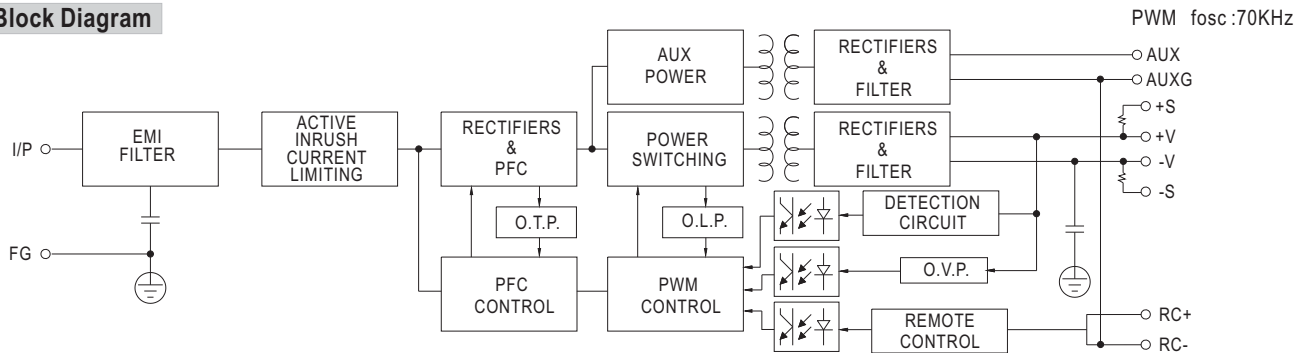 Block Diagram
PWM fosc :70KHz
AUX
POWER
RECTIFIERS
&
FILTER
AUX
AUXG
I/P
EMI
FILTER
ACTIVE
INRUSH
CURRENT
LIMITING
RECTIFIERS
&
PFC
POWER
SWITCHING
RECTIFIERS
&
FILTER
+S
+V
-V
-S
O.T.P.
O.L.P.
DETECTION
CIRCUIT
FG
PFC
CONTROL
PWM
CONTROL
O.V.P.
REMOTE
CONTROL
RC+
RC-